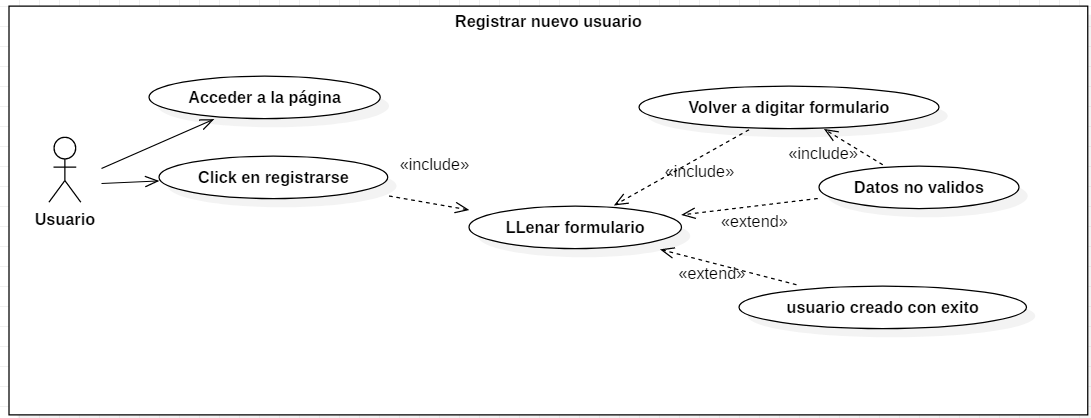 Registrar nuevo usuario
Acceder a la página
Volver a digitar formulario
«include»
«include»
«include»
Click en registrarse
Datos no validos
Usuario
LLenar formulario
«extend»
«extend»
usuario creado con exito